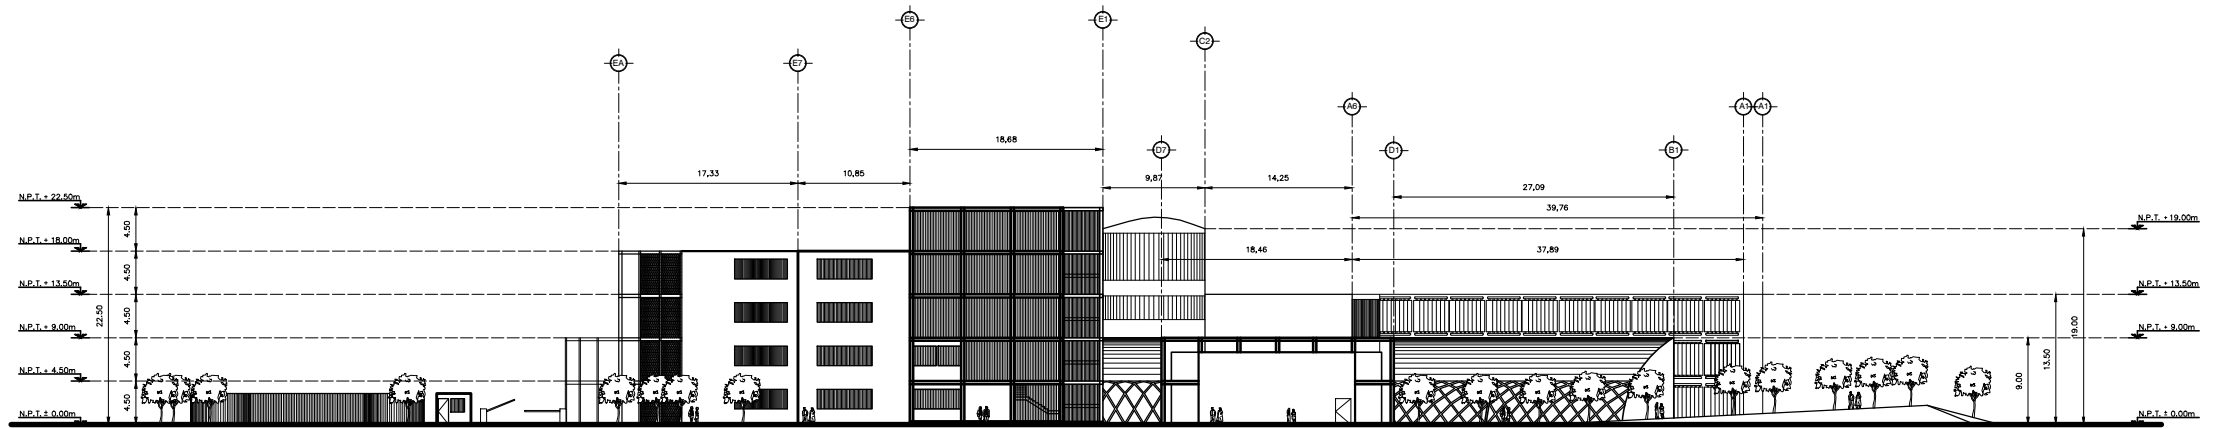 E6
E1
C2
EA
E7
A6
A1
A1
18,68
D7
D1
B1
17,33
10,85
9,87
14,25
27,09
39,76
18,46
37,89
N.P.T. + 22.50m
N.P.T. + 18.00m
N.P.T. + 13.50m
N.P.T. + 9.00m
N.P.T. + 4.50m
N.P.T. ± 0.00m
22.50
4.50
4.50
4.50
4.50
4.50
N.P.T. + 19.00m
N.P.T. + 13.50m
N.P.T. + 9.00m
N.P.T. ± 0.00m
9.00
13.50
19.00